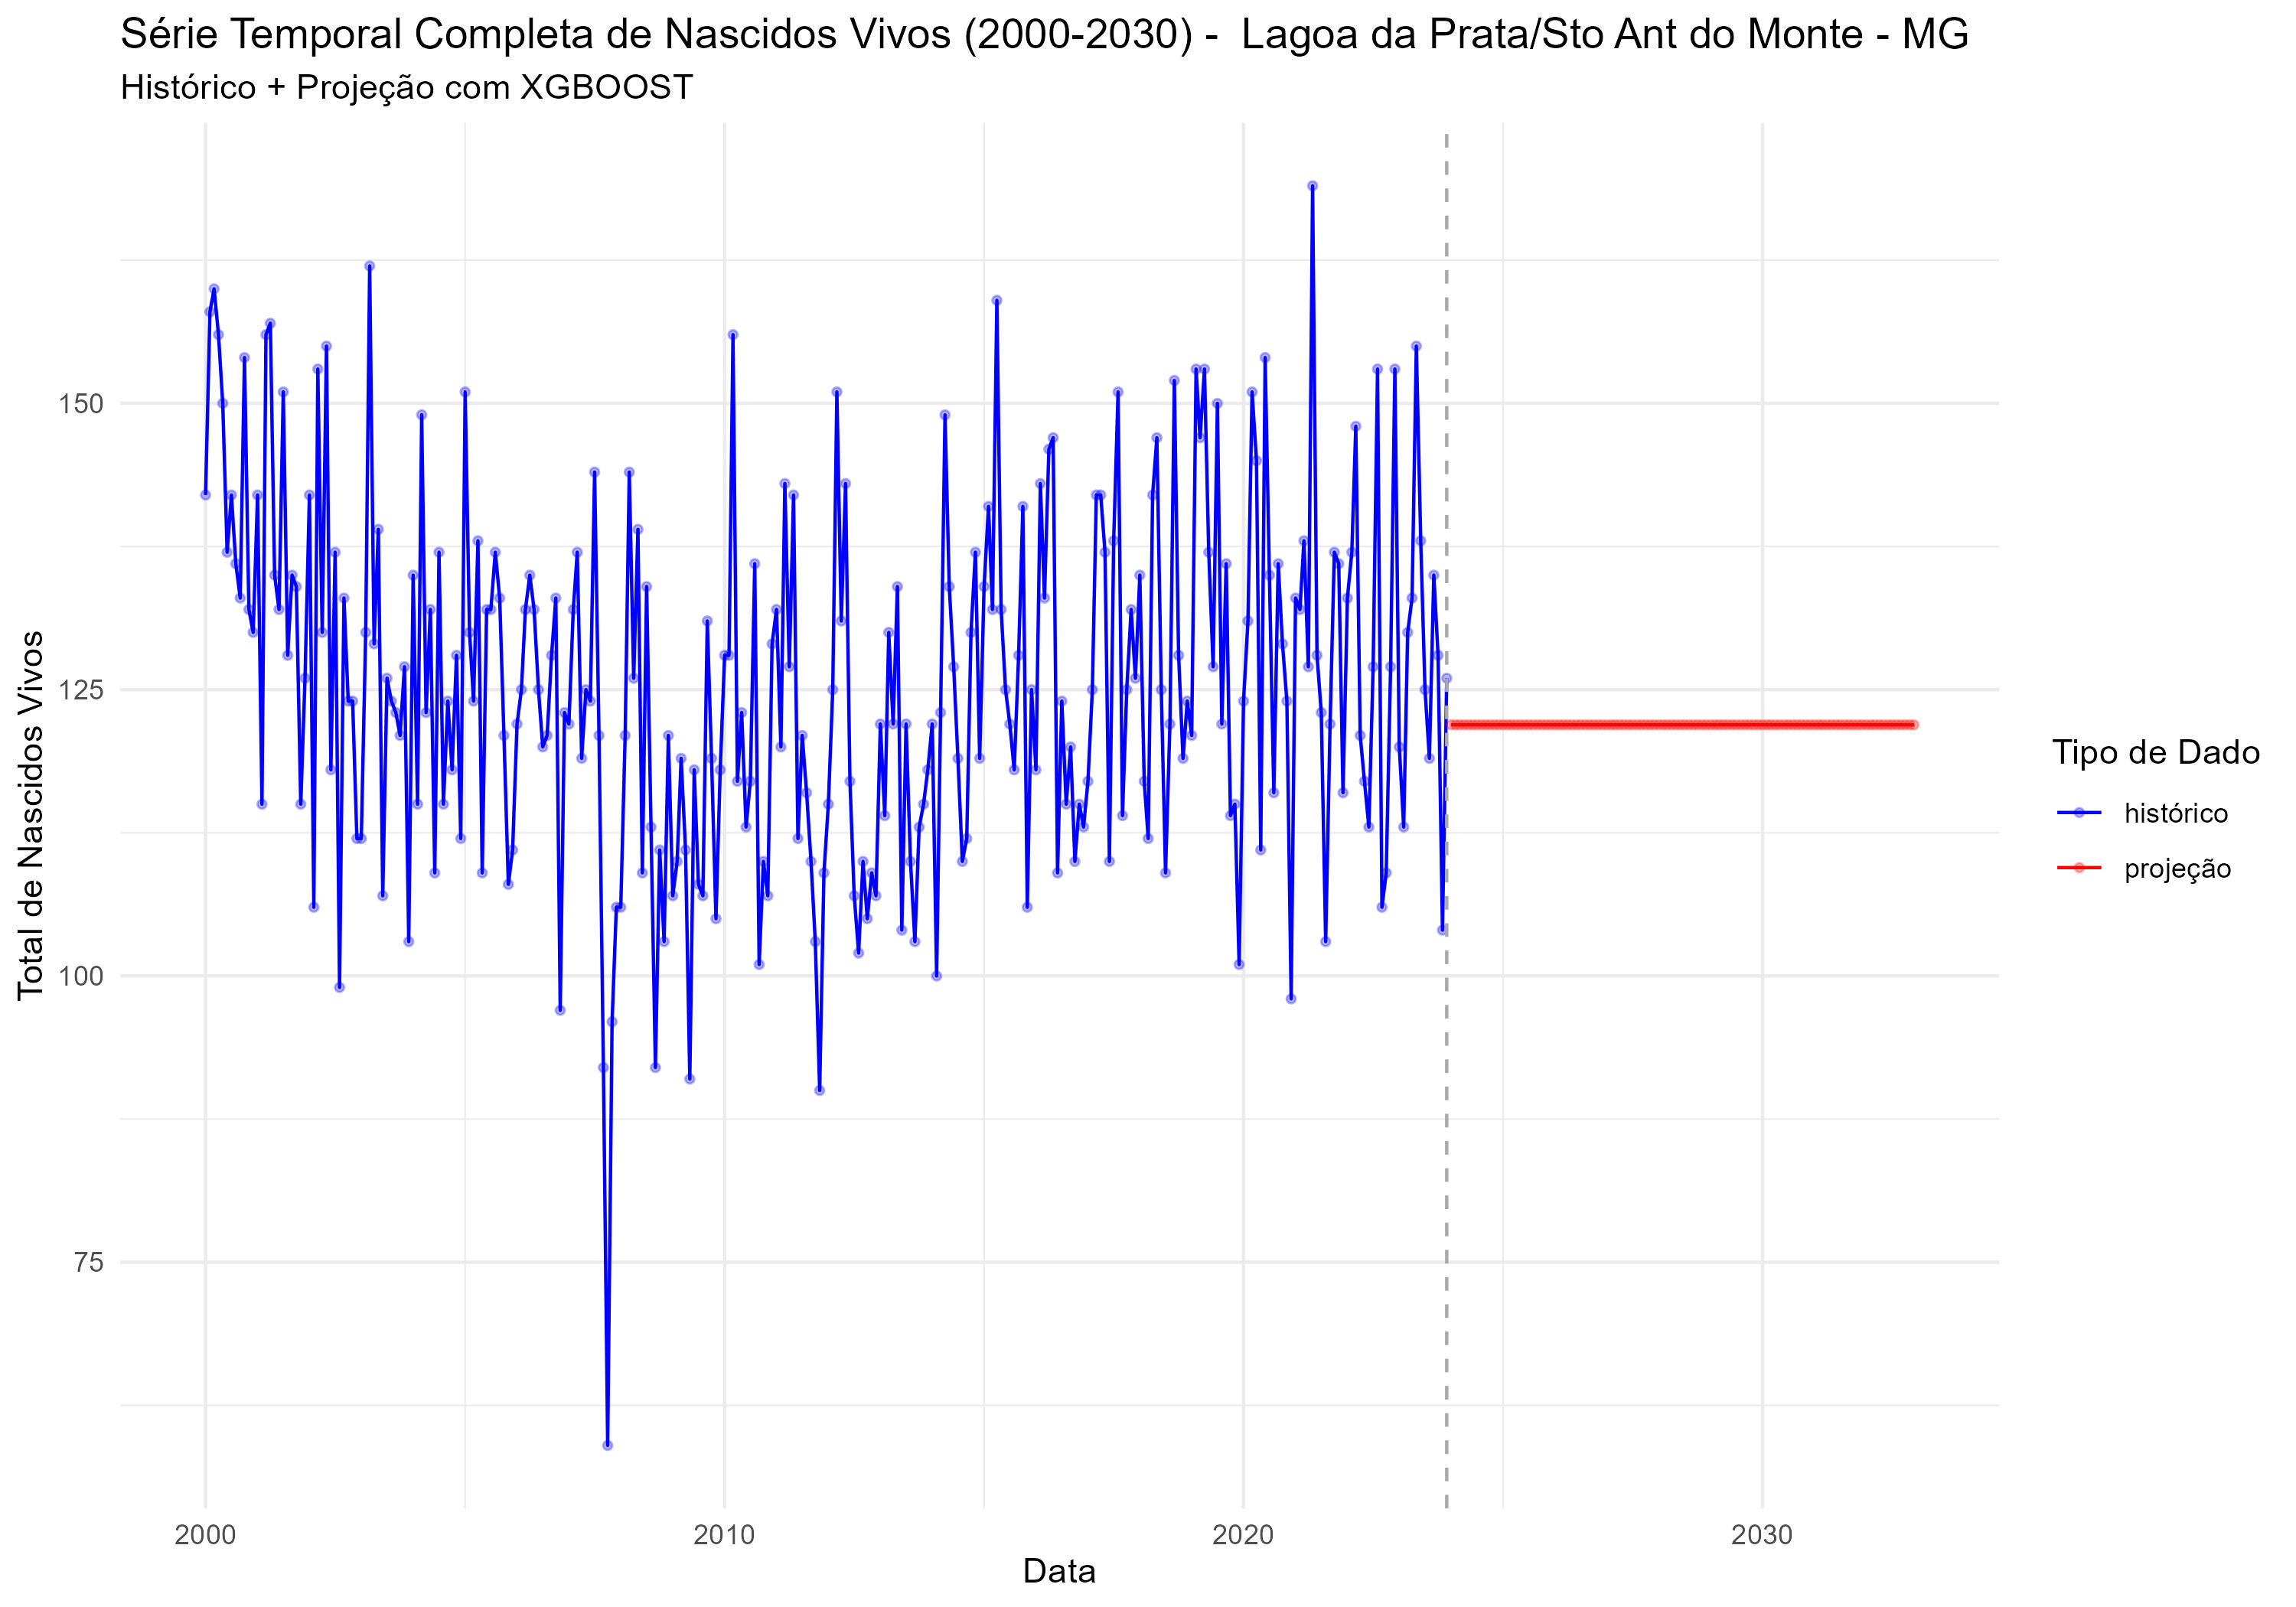 Série Temporal Completa de Nascidos Vivos (2000-2030) -  Lagoa da Prata/Sto Ant do Monte - MG
Histórico + Projeção com XGBOOST
Total de Nascidos Vivos
150
125
100
75
2000
2010
2020
2030
Data
Tipo de Dado
histórico
projeção